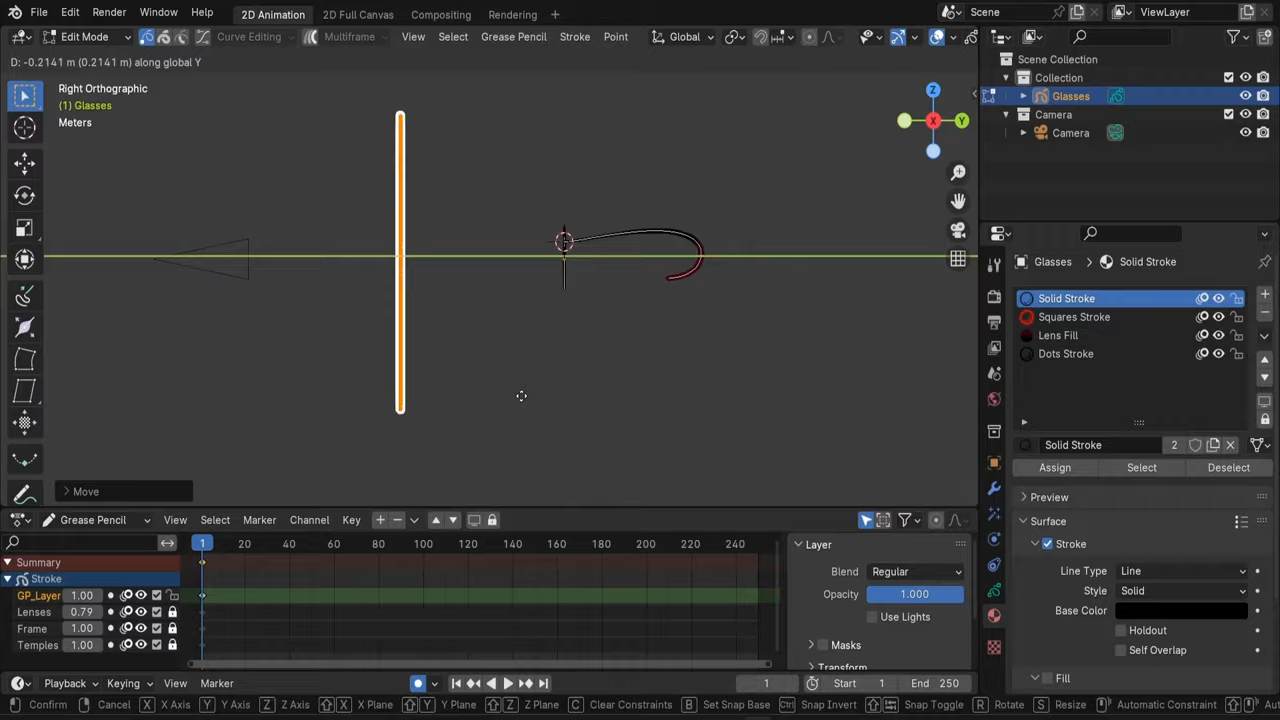 File Edit Render Window Help 2D Animation 2D Full Canvas Compositing Rendering + Scene ViewLayer
Edit Mode Curve Editing Multiframe View Select Grease Pencil Stroke Point Global
D: -0.2141 m (0.2141 m) along global Y
Right Orthographic
(1) Glasses
Meters
Z
X
Y
Scene Collection
Collection
Glasses
Camera
Camera
Glasses > Solid Stroke
Solid Stroke
Squares Stroke
Lens Fill
Dots Stroke
Solid Stroke 2
Assign Select Deselect
Preview
Surface
Stroke
Line Type Line
Style Solid
Base Color
Holdout
Self Overlap
Fill
> Move
Grease Pencil View Select Marker Channel Key
1 20 40 60 80 100 120 140 160 180 200 220 240
Summary
Stroke
GP_Layer 1.00
Lenses 0.79
Frame 1.00
Temples 1.00
Layer
Blend Regular
Opacity 1.000
Use Lights
Masks
Transform
Playback Keying View Marker 1 Start 1 End 250
Confirm Cancel X X Axis Y Y Axis Z Z Axis X X Plane Y Y Plane Z Z Plane C Clear Constraints B Set Snap Base Ctrl Snap Invert Snap Toggle G Move R Rotate S Resize Automatic Constraint Automatic